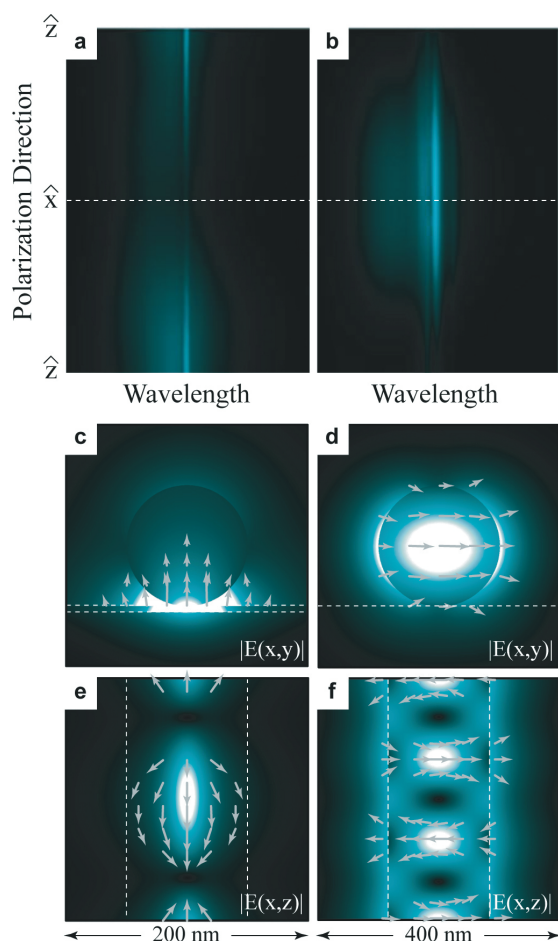 ẑ
a
b
Polarization Direction
x̂
ẑ
Wavelength
Wavelength
c
d
|E(x,y)|
|E(x,y)|
e
f
|E(x,z)|
|E(x,z)|
200 nm
400 nm